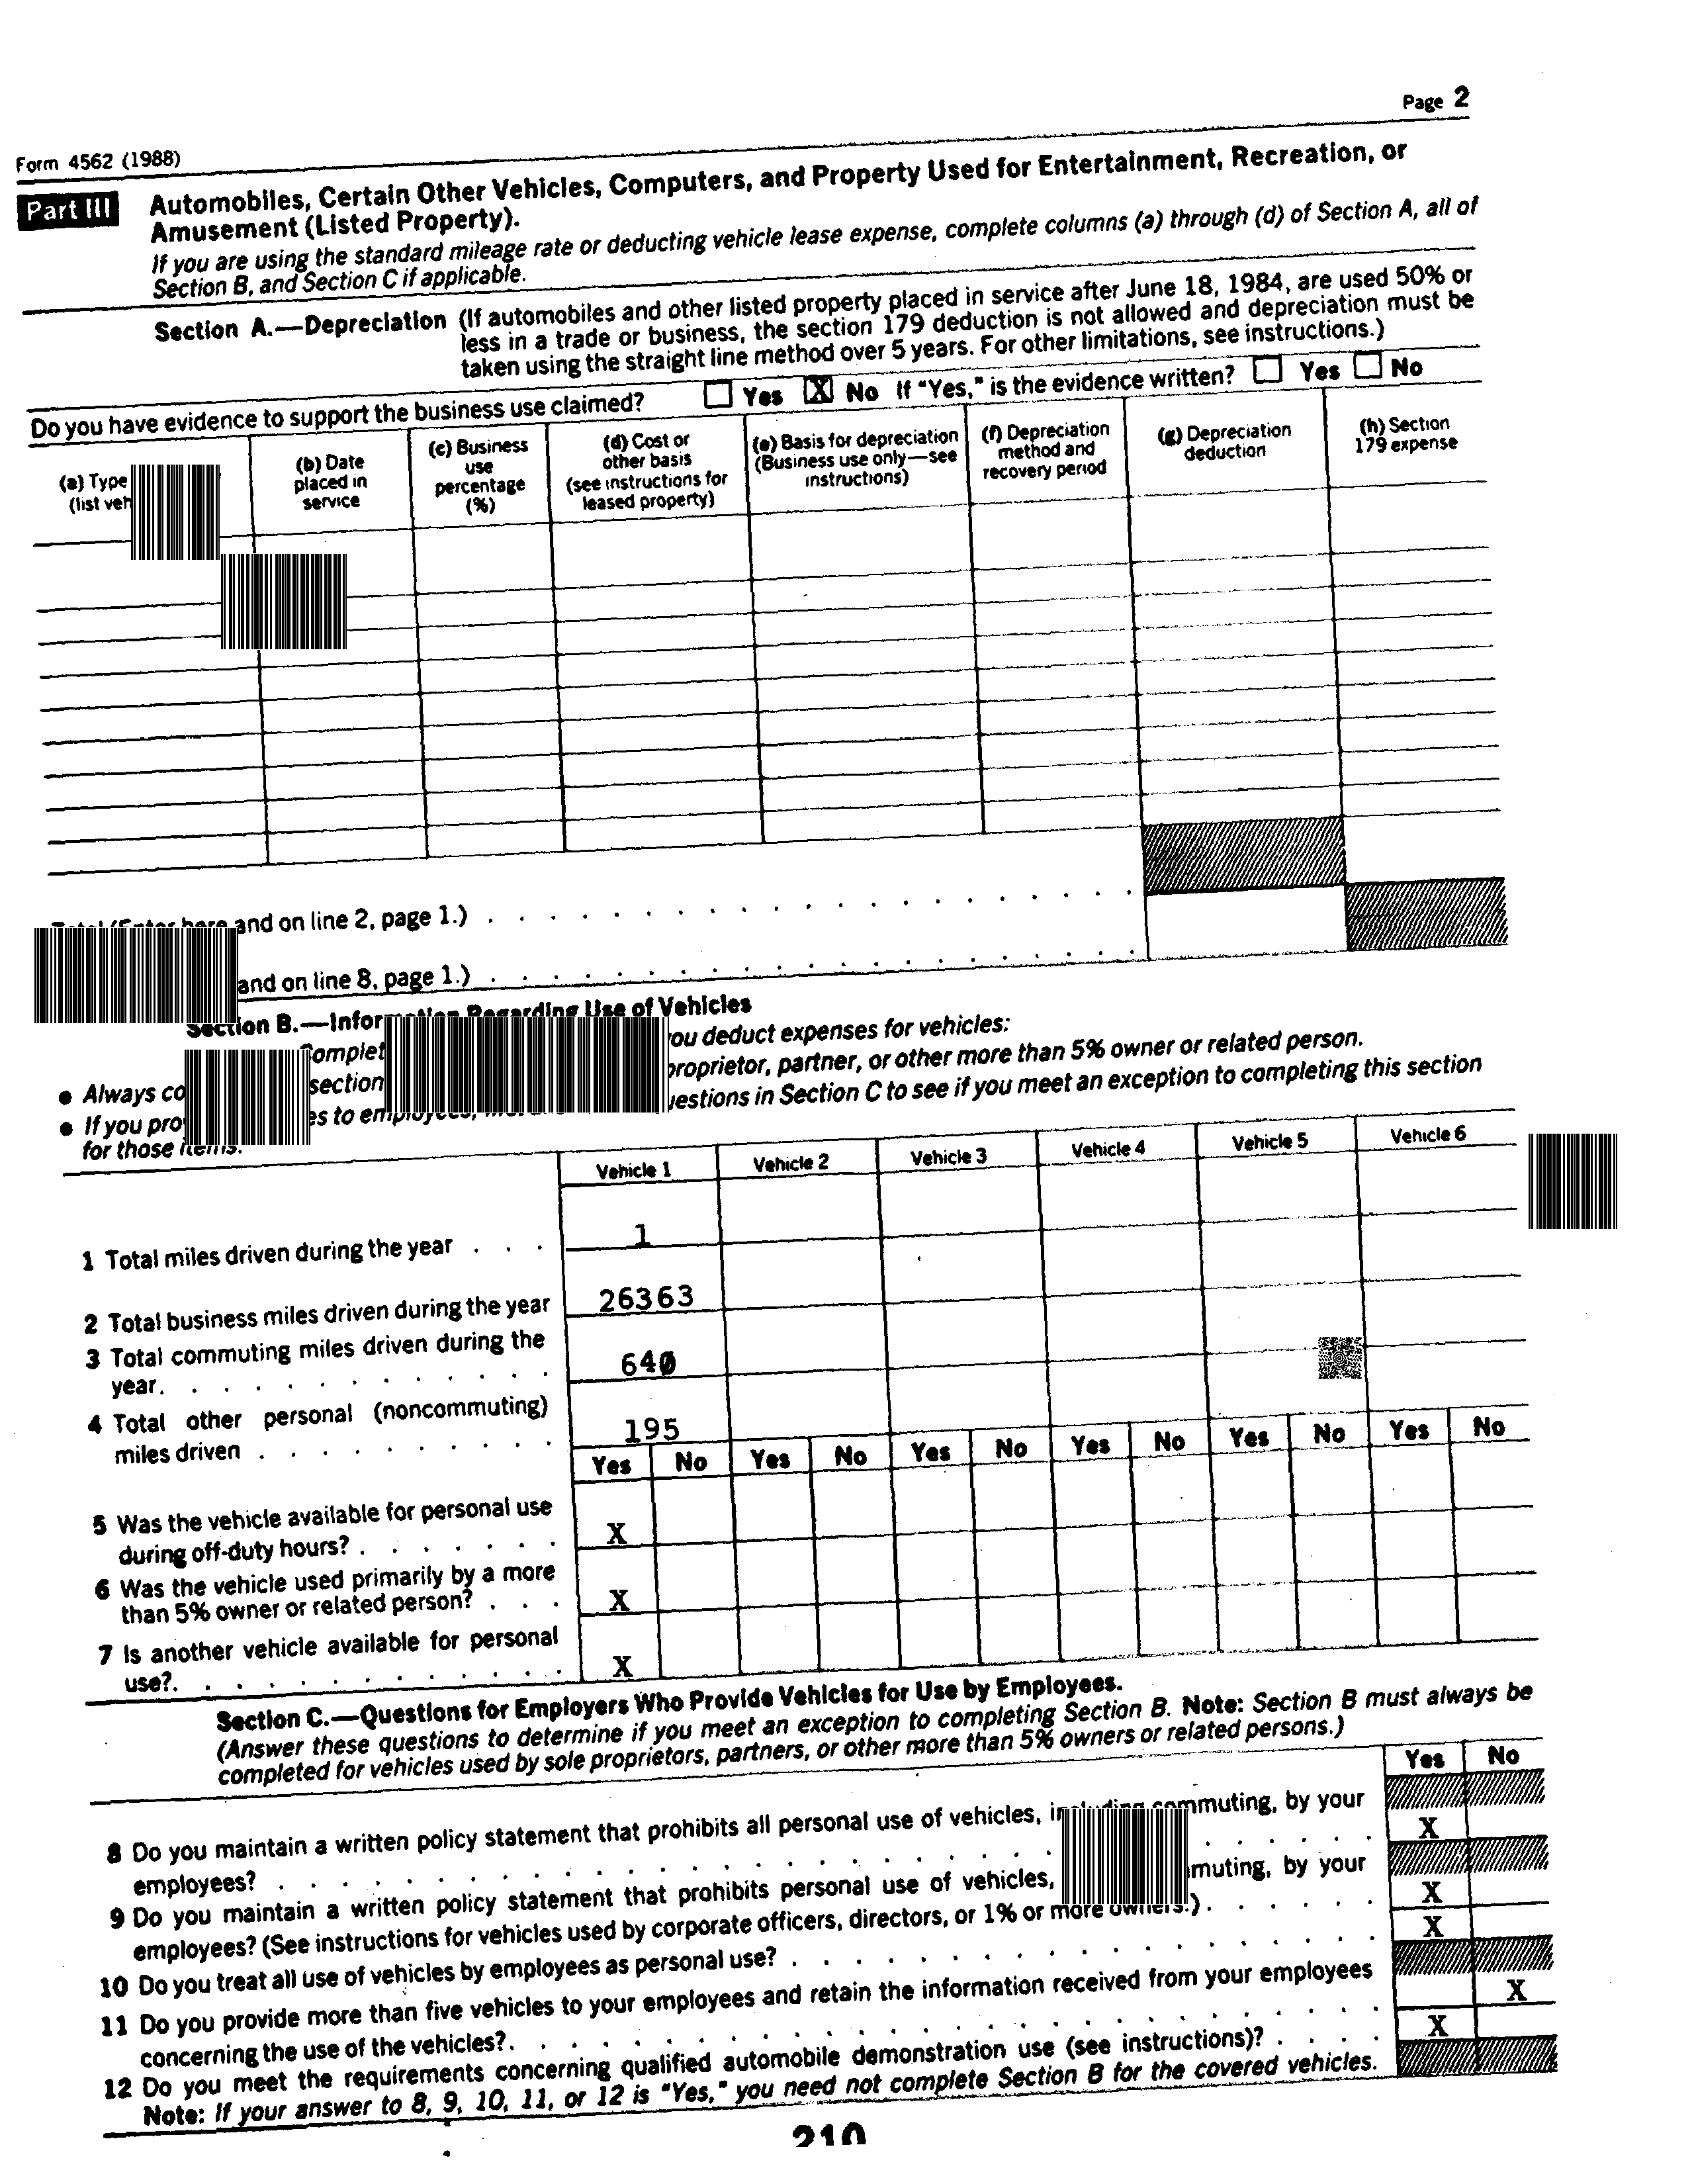 Page 2
Form 4562 (1988)
Part III Automobiles, Certain Other Vehicles, Computers, and Property Used for Entertainment, Recreation, or
Amusement (Listed Property).
If you are using the standard mileage rate or deducting vehicle lease expense, complete columns (a) through (d) of Section A, all of
Section B, and Section C if applicable.
Section A.—Depreciation (If automobiles and other listed property placed in service after June 18, 1984, are used 50% or
less in a trade or business, the section 179 deduction is not allowed and depreciation must be
taken using the straight line method over 5 years. For other limitations, see instructions.)
Do you have evidence to support the business use claimed? Yes X No If "Yes," is the evidence written? Yes No
(a) Type
(list veh
(b) Date
placed in
service
(c) Business
use
percentage
(%)
(d) Cost or
other basis
(see instructions for
leased property)
(e) Basis for depreciation
(Business use only—see
instructions)
(f) Depreciation
method and
recovery period
(g) Depreciation
deduction
(h) Section
179 expense
Total (Enter here and on line 2, page 1.) . . . . . . . . . . . . . . . . . . . . .
and on line 8, page 1.) . . . . . . . . . . . . . . . . . . . . .
Section B.—Information Regarding Use of Vehicles
omplet ou deduct expenses for vehicles:
● Always co section roprietor, partner, or other more than 5% owner or related person.
● If you pro es to employees, estions in Section C to see if you meet an exception to completing this section
for those items.
Vehicle 1 Vehicle 2 Vehicle 3 Vehicle 4 Vehicle 5 Vehicle 6
1 Total miles driven during the year . . . 1
2 Total business miles driven during the year 26363
3 Total commuting miles driven during the
year. . . . . . . . . . . . . 640
4 Total other personal (noncommuting)
miles driven . . . . . . . . . . 195
Yes No Yes No Yes No Yes No Yes No Yes No
5 Was the vehicle available for personal use
during off-duty hours? . . . . . . . X
6 Was the vehicle used primarily by a more
than 5% owner or related person? . . . X
7 Is another vehicle available for personal
use?. . . . . . . . . . . . . X
Section C.—Questions for Employers Who Provide Vehicles for Use by Employees.
(Answer these questions to determine if you meet an exception to completing Section B. Note: Section B must always be
completed for vehicles used by sole proprietors, partners, or other more than 5% owners or related persons.)
Yes No
8 Do you maintain a written policy statement that prohibits all personal use of vehicles, including commuting, by your
employees? . . . . . . . . . . . . . . . . . . . . . . X
9 Do you maintain a written policy statement that prohibits personal use of vehicles, muting, by your
employees? (See instructions for vehicles used by corporate officers, directors, or 1% or more owners.) . . . . . . X
10 Do you treat all use of vehicles by employees as personal use? . . . . . . . . . . . . . . . X
11 Do you provide more than five vehicles to your employees and retain the information received from your employees
concerning the use of the vehicles?. . . . . . . . . . . . . . . . . . . . . X
12 Do you meet the requirements concerning qualified automobile demonstration use (see instructions)? . . . . X
Note: If your answer to 8, 9, 10, 11, or 12 is "Yes," you need not complete Section B for the covered vehicles.
210